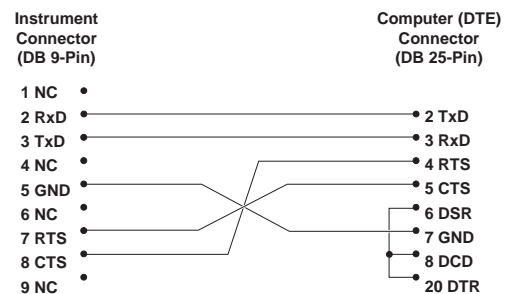 Instrument
Connector
(DB 9-Pin)
Computer (DTE)
Connector
(DB 25-Pin)
1 NC
2 RxD
3 TxD
4 NC
5 GND
6 NC
7 RTS
8 CTS
9 NC
2 TxD
3 RxD
4 RTS
5 CTS
6 DSR
7 GND
8 DCD
20 DTR